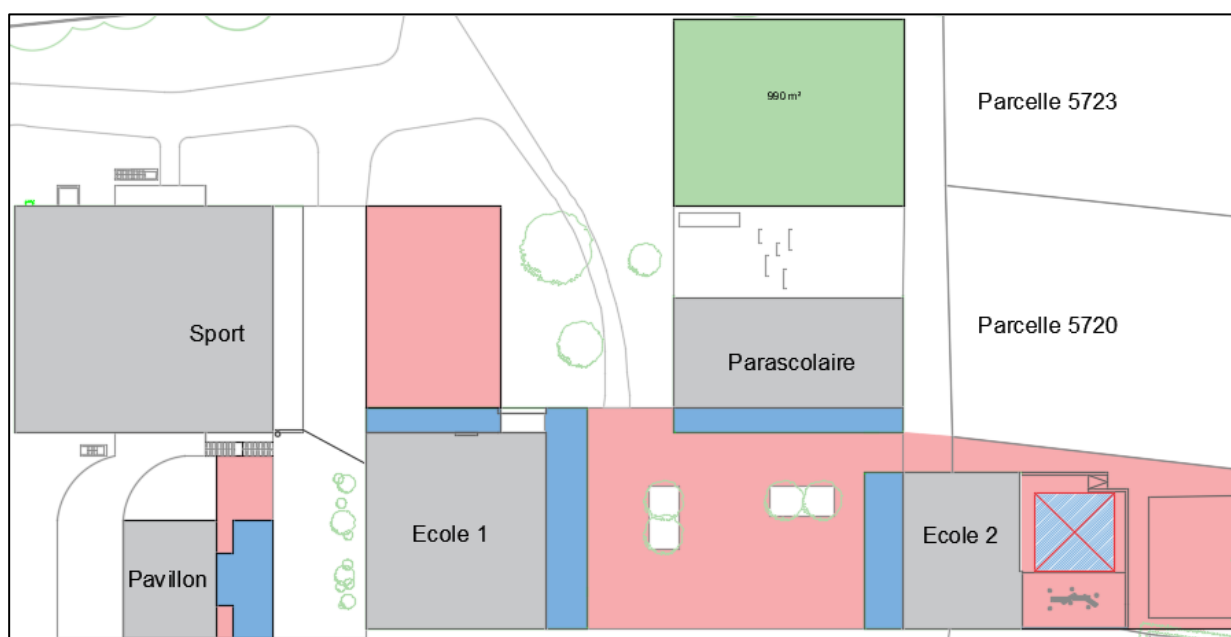 990 m²
Parcelle 5723
Sport
Parcelle 5720
Parascolaire
Ecole 1
Ecole 2
Pavillon